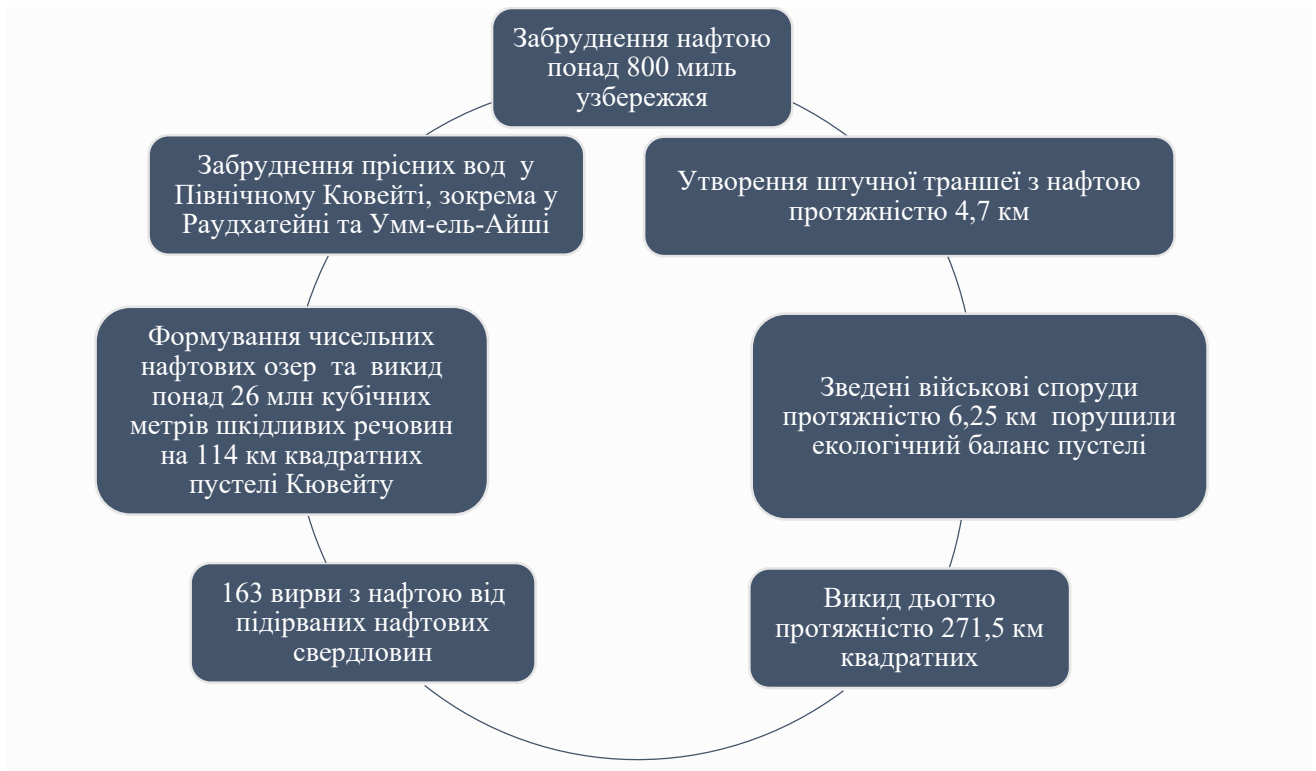 Забруднення нафтою
понад 800 миль
узбережжя
Утворення штучної траншеї з нафтою
протяжністю 4,7 км
Зведені військові споруди
протяжністю 6,25 км порушили
екологічний баланс пустелі
Викид дьогтю
протяжністю 271,5 км
квадратних
163 вирви з нафтою від
підірваних нафтових
свердловин
Формування чисельних
нафтових озер та викид
понад 26 млн кубічних
метрів шкідливих речовин
на 114 км квадратних
пустелі Кювейту
Забруднення прісних вод у
Північному Кювейті, зокрема у
Раудхатейні та Умм-ель-Айші